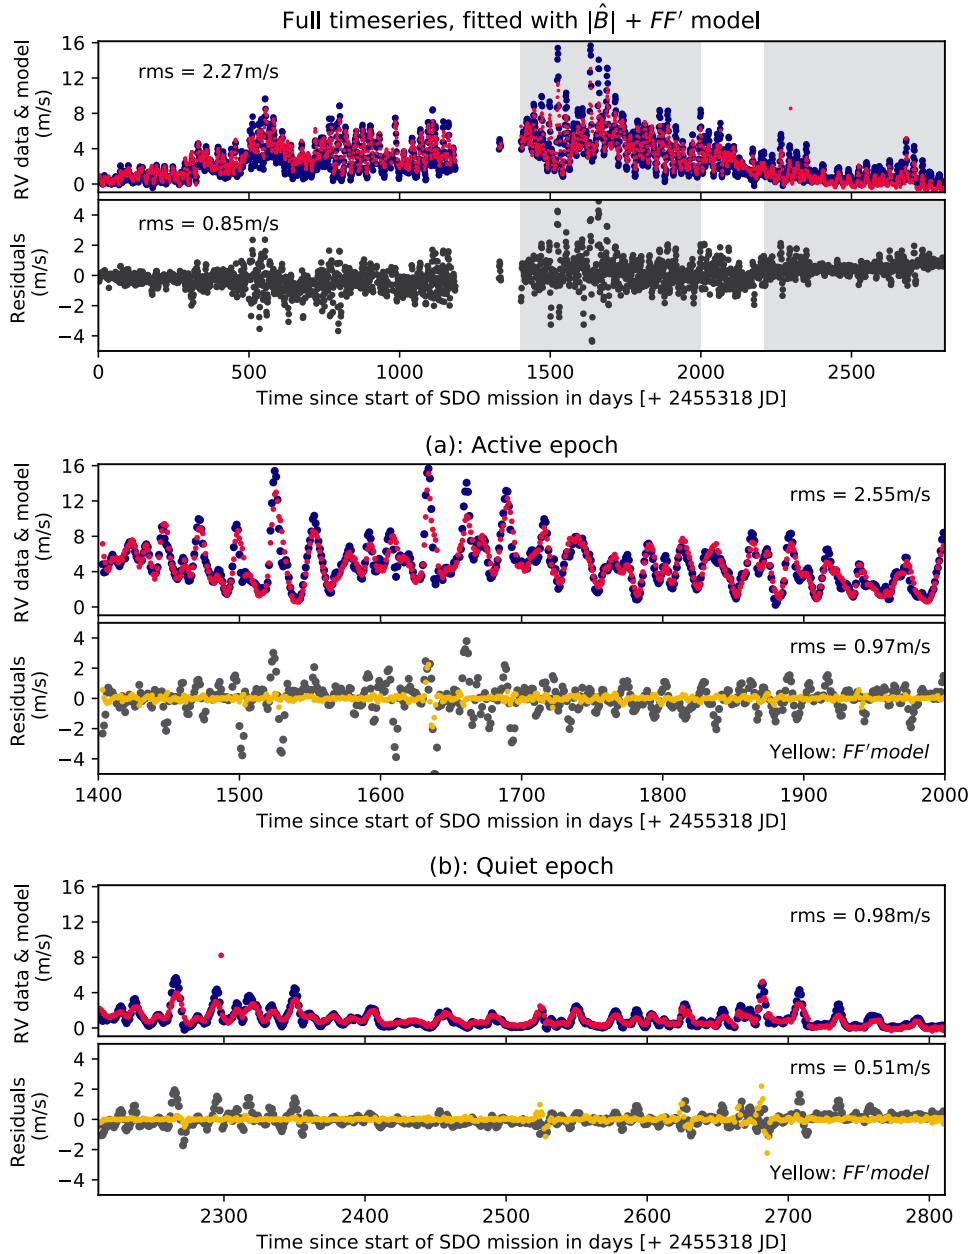 Full timeseries, fitted with |B̂| + FF′ model
RV data & model
(m/s)
16
12
8
4
0
rms = 2.27m/s
Residuals
(m/s)
4
2
0
−2
−4
rms = 0.85m/s
0 500 1000 1500 2000 2500
Time since start of SDO mission in days [+ 2455318 JD]
(a): Active epoch
RV data & model
(m/s)
16
12
8
4
0
rms = 2.55m/s
Residuals
(m/s)
4
2
0
−2
−4
rms = 0.97m/s
Yellow: FF′model
1400 1500 1600 1700 1800 1900 2000
Time since start of SDO mission in days [+ 2455318 JD]
(b): Quiet epoch
RV data & model
(m/s)
16
12
8
4
0
rms = 0.98m/s
Residuals
(m/s)
4
2
0
−2
−4
rms = 0.51m/s
Yellow: FF′model
2300 2400 2500 2600 2700 2800
Time since start of SDO mission in days [+ 2455318 JD]